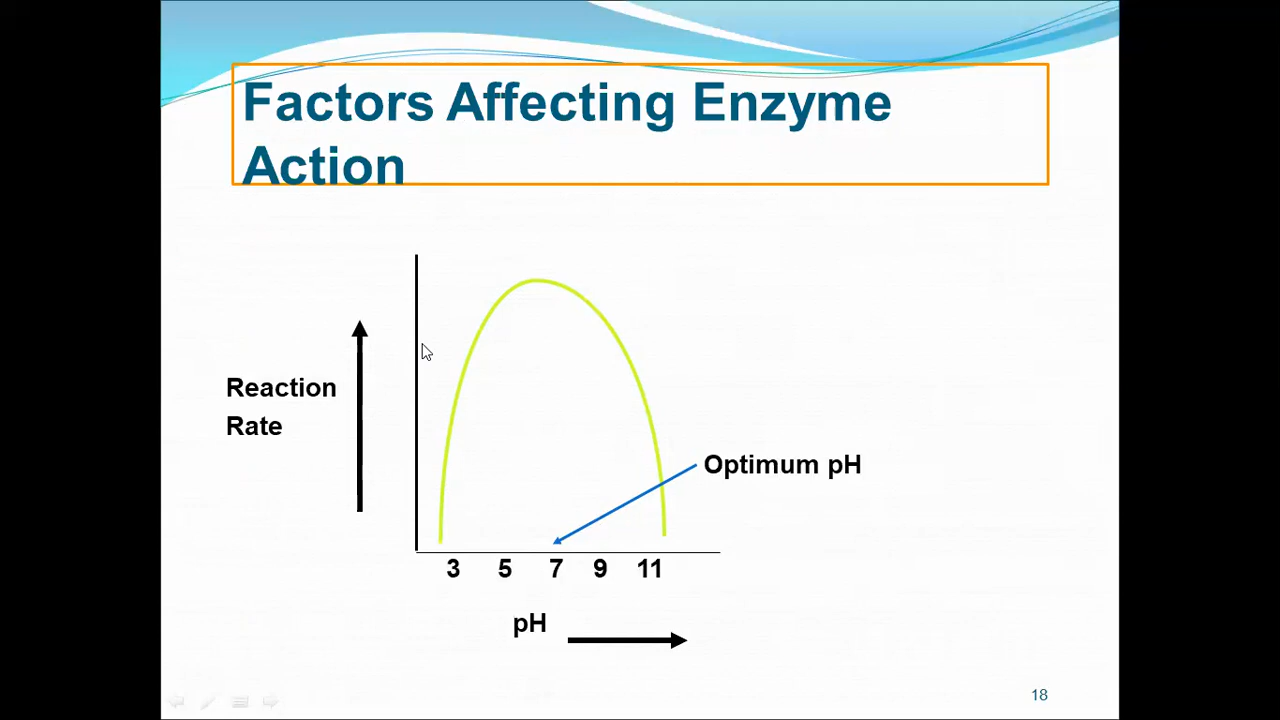 Factors Affecting Enzyme
Action
Reaction
Rate
Optimum pH
3 5 7 9 11
pH
18